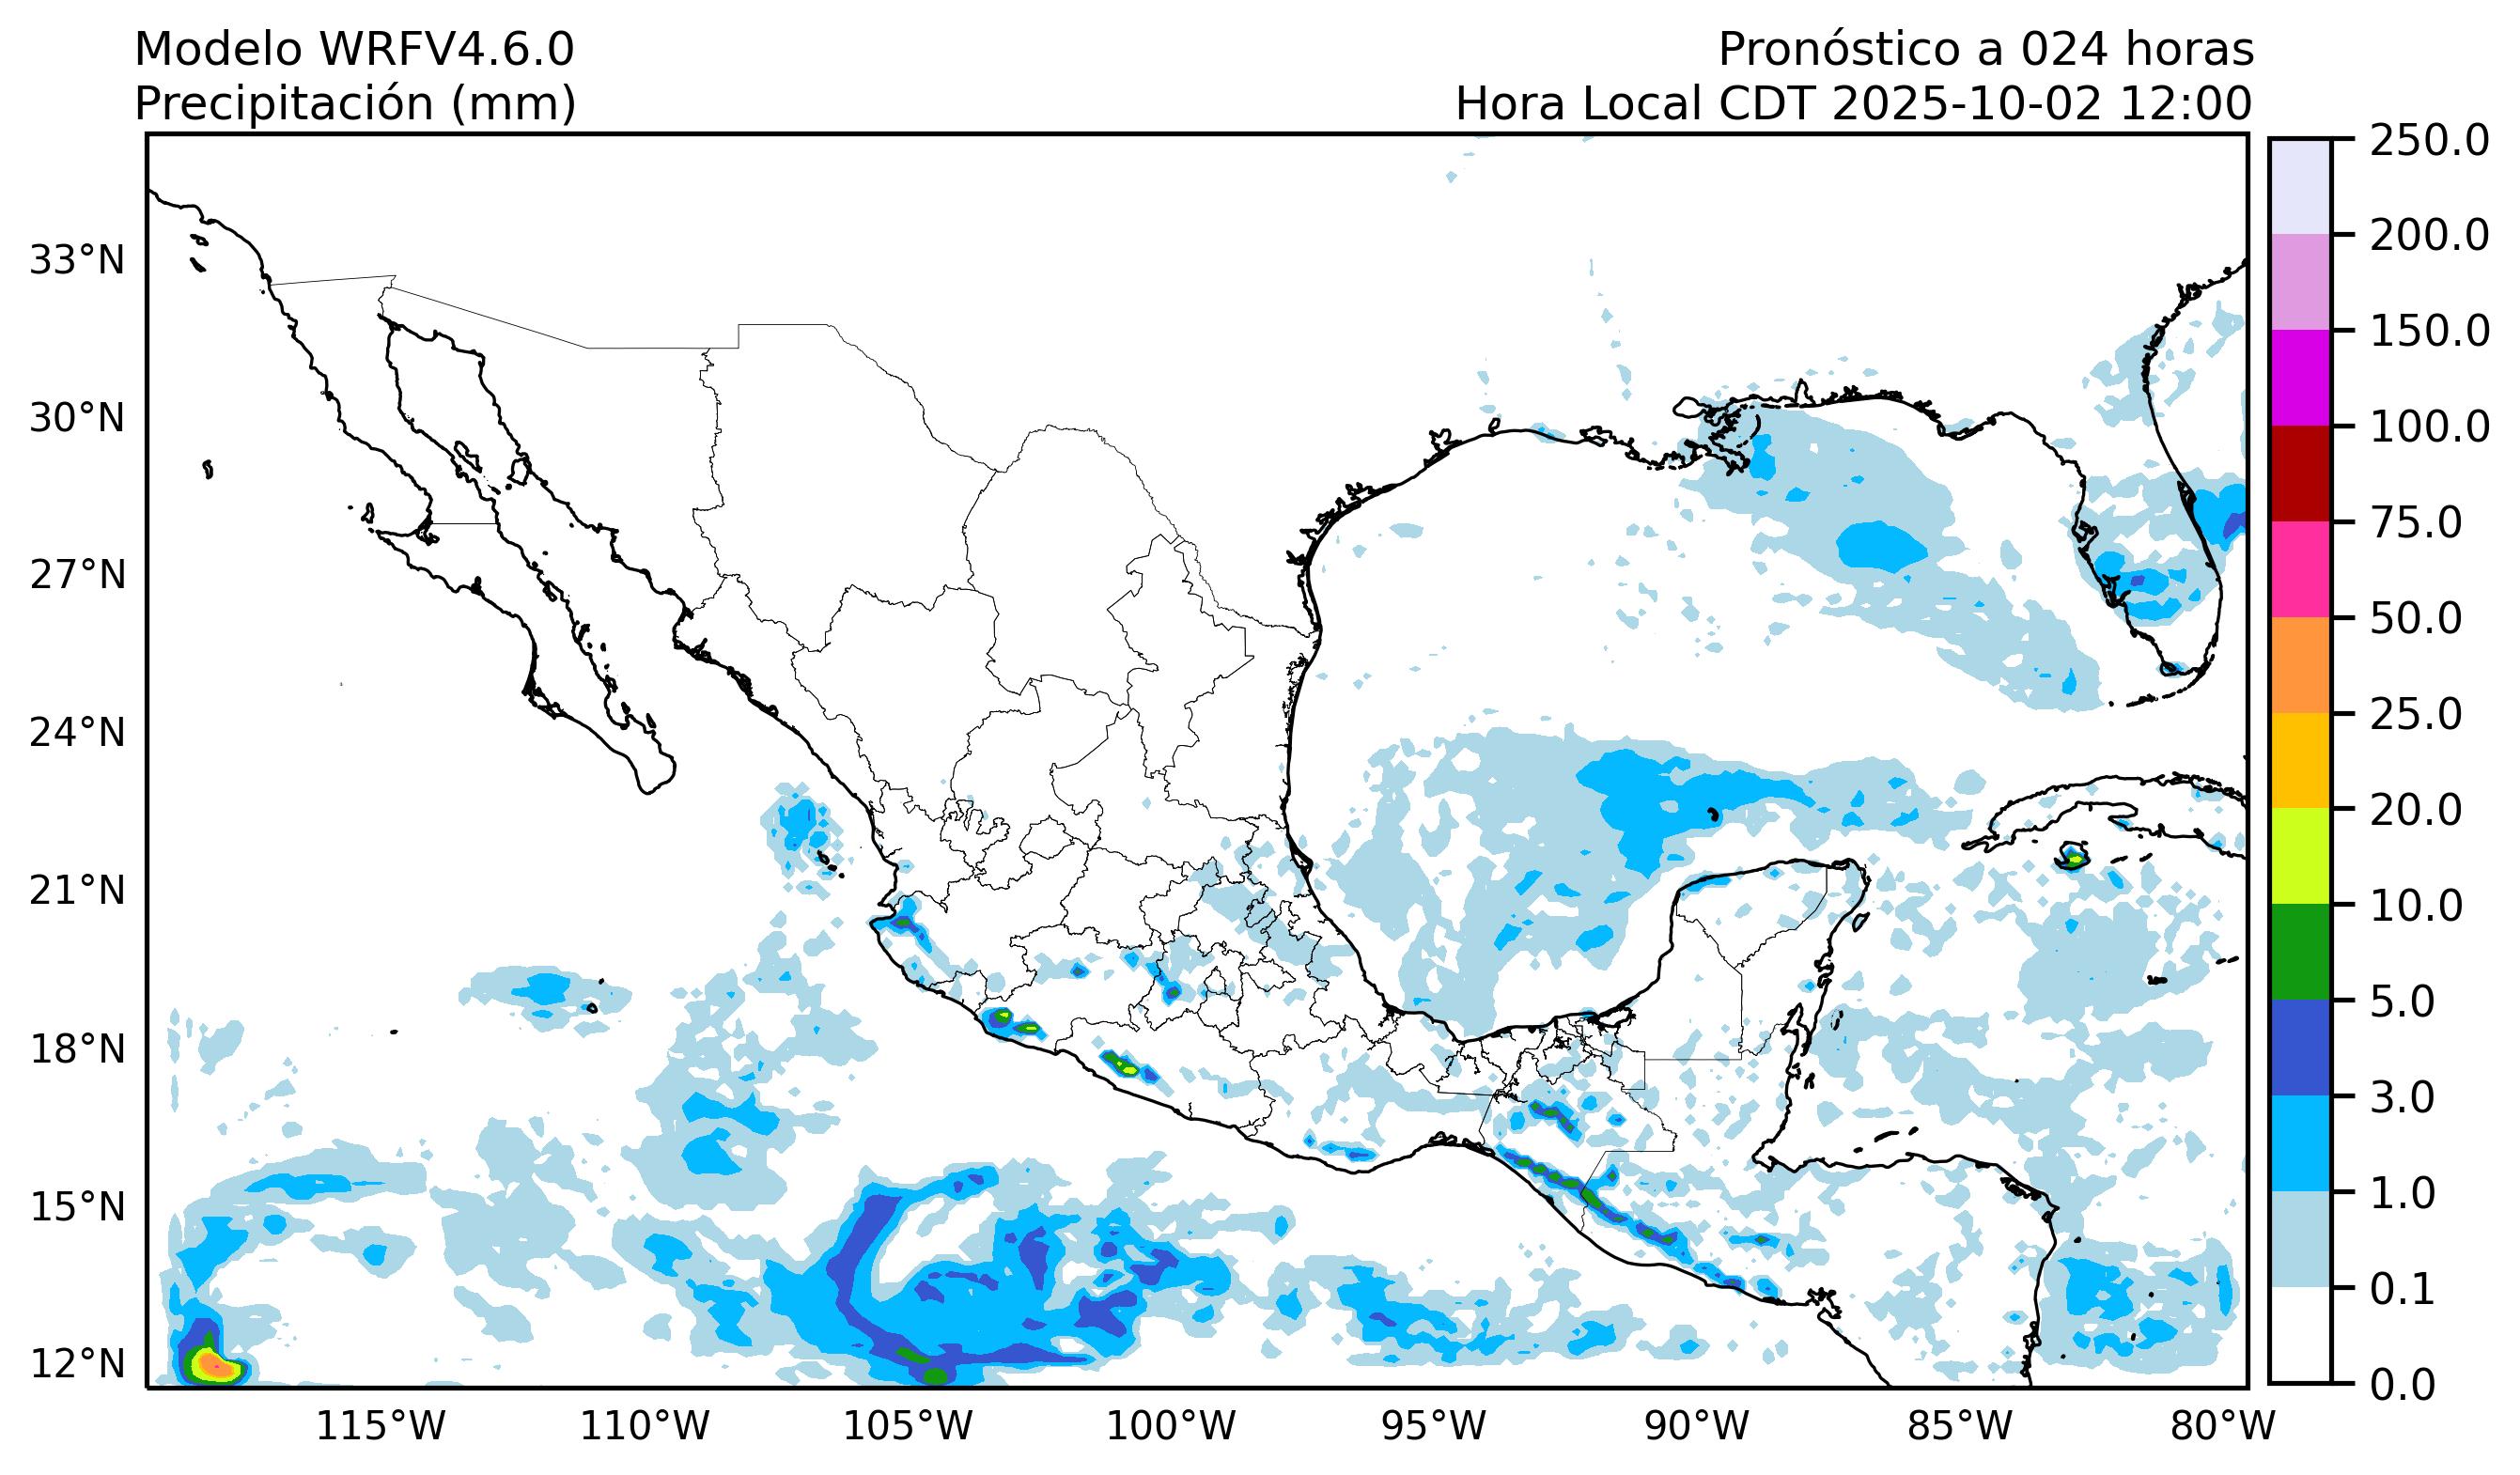 Modelo WRFV4.6.0
Precipitación (mm)
Pronóstico a 024 horas
Hora Local CDT 2025-10-02 12:00
33°N
30°N
27°N
24°N
21°N
18°N
15°N
12°N
115°W
110°W
105°W
100°W
95°W
90°W
85°W
80°W
250.0
200.0
150.0
100.0
75.0
50.0
25.0
20.0
10.0
5.0
3.0
1.0
0.1
0.0